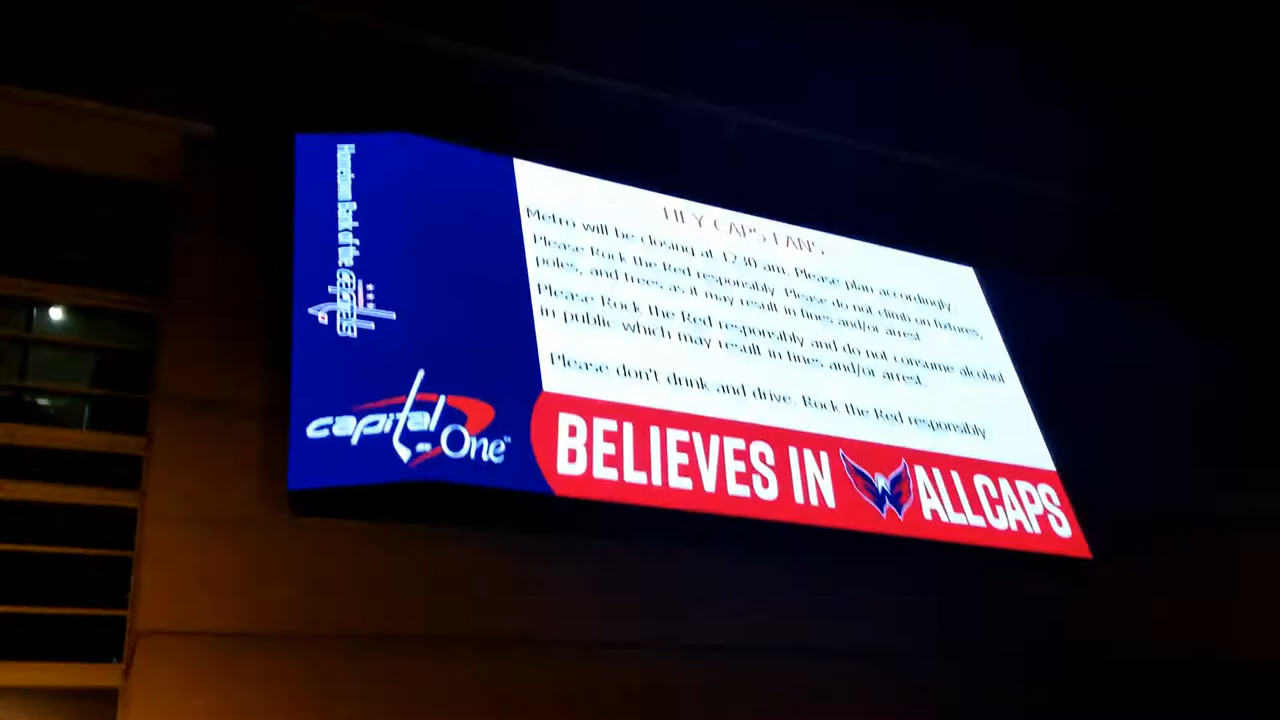 HEY CAPS FANS
Metro will be closing at 12:30 am. Please plan accordingly.
Please Rock the Red responsibly. Please do not climb on fixtures,
poles, and trees as it may result in fines and/or arrest.
Please Rock the Red responsibly and do not consume alcohol
in public which may result in fines and/or arrest.
Please don't drink and drive. Rock the Red responsibly
Hometown Bank of the CAPITALS
Capital One
BELIEVES IN W ALLCAPS